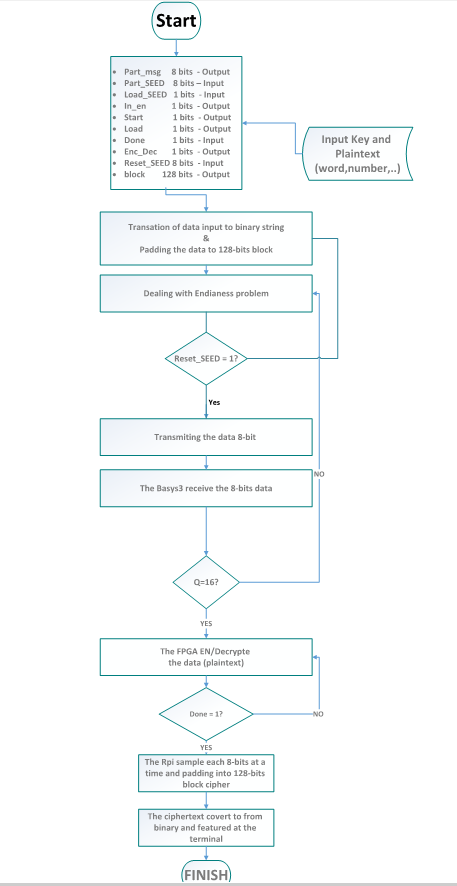 Start
• Part_msg 8 bits - Output
• Part_SEED 8 bits – Input
• Load_SEED 1 bits - Input
• In_en 1 bits - Output
• Start 1 bits - Output
• Load 1 bits - Output
• Done 1 bits - Input
• Enc_Dec 1 bits - Output
• Reset_SEED 8 bits - Input
• block 128 bits - Output
Input Key and
Plaintext
(word,number,..)
Transation of data input to binary string
&
Padding the data to 128-bits block
Dealing with Endianess problem
Reset_SEED = 1?
Yes
Transmiting the data 8-bit
The Basys3 receive the 8-bits data
NO
Q=16?
YES
The FPGA EN/Decrypte
the data (plaintext)
Done = 1?
NO
YES
The Rpi sample each 8-bits at a
time and padding into 128-bits
block cipher
The ciphertext covert to from
binary and featured at the
terminal
FINISH